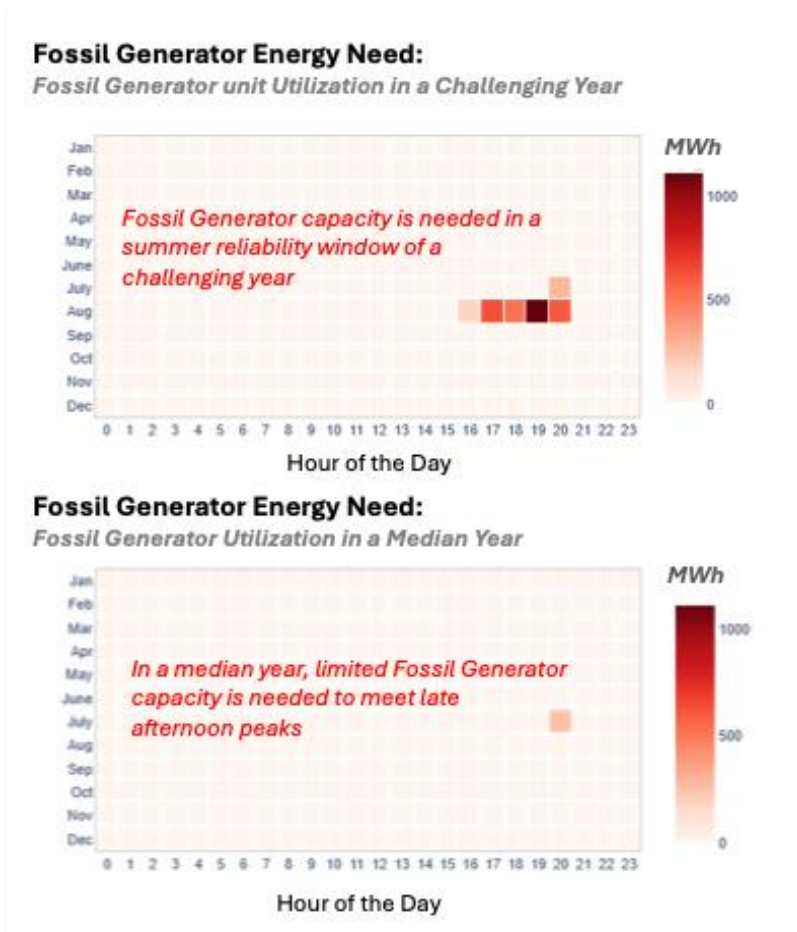 Fossil Generator Energy Need:
Fossil Generator unit Utilization in a Challenging Year
MWh
Jan
Feb
Mar
Apr
May
June
July
Aug
Sep
Oct
Nov
Dec
Fossil Generator capacity is needed in a
summer reliability window of a
challenging year
1000
500
0
0 1 2 3 4 5 6 7 8 9 10 11 12 13 14 15 16 17 18 19 20 21 22 23
Hour of the Day
Fossil Generator Energy Need:
Fossil Generator Utilization in a Median Year
MWh
Jan
Feb
Mar
Apr
May
June
July
Aug
Sep
Oct
Nov
Dec
In a median year, limited Fossil Generator
capacity is needed to meet late
afternoon peaks
1000
500
0
0 1 2 3 4 5 6 7 8 9 10 11 12 13 14 15 16 17 18 19 20 21 22 23
Hour of the Day